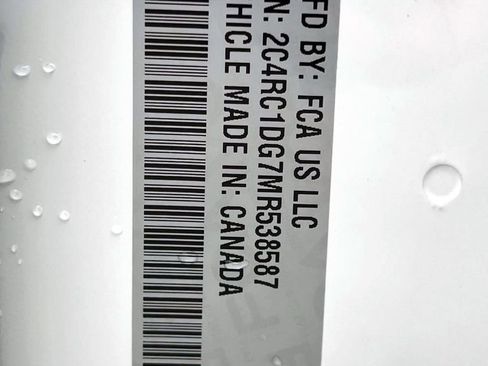 FD BY: FCA US LLC
N: 2C4RC1DG7MR538587
HICLE MADE IN: CANADA